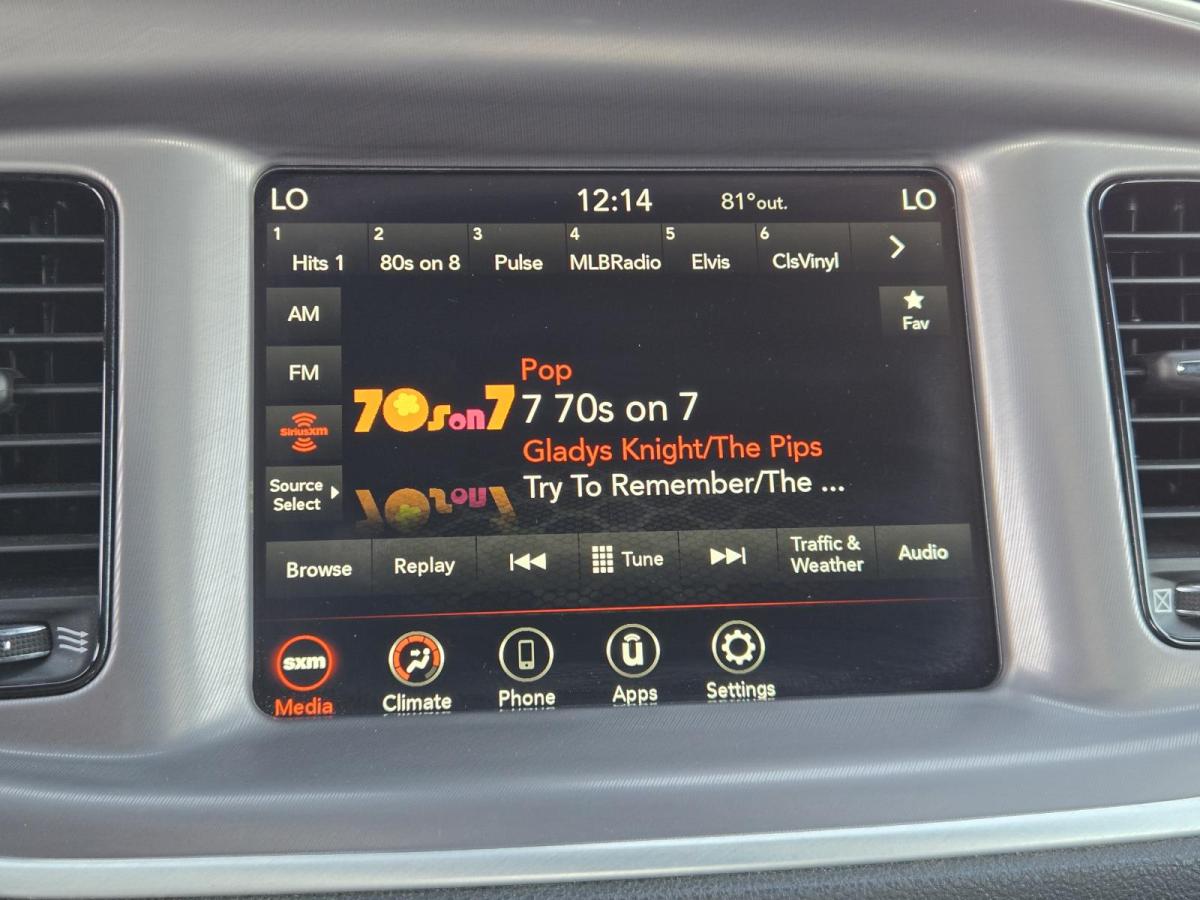 LO 12:14 81°out. LO
1 2 3 4 5 6
Hits 1 80s on 8 Pulse MLBRadio Elvis ClsVinyl
AM
Fav
FM
Pop
70s on 7
7 70s on 7
SiriusXm
Gladys Knight/The Pips
Source
Select
Try To Remember/The ...
Browse Replay Tune
Traffic &
Weather
Audio
sxm
Media Climate Phone Apps Settings